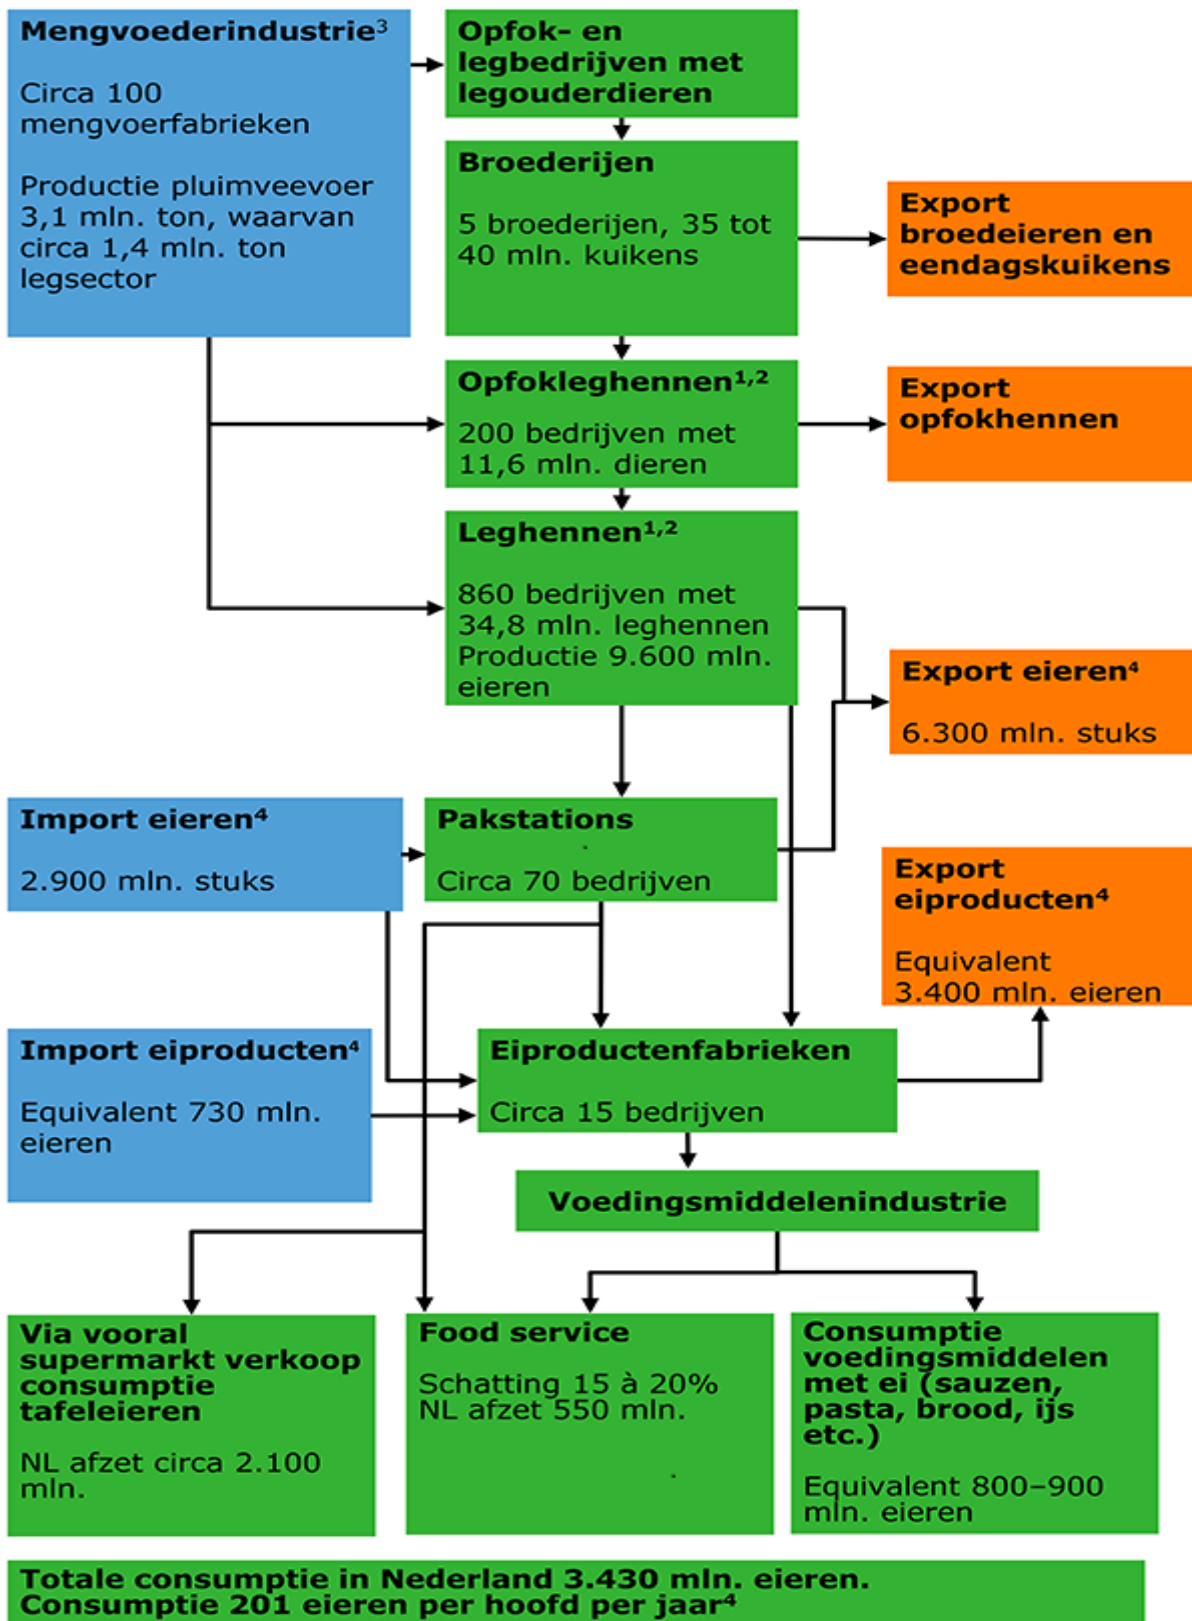 Mengvoederindustrie³
Circa 100
mengvoerfabrieken
Productie pluimveevoer
3,1 mln. ton, waarvan
circa 1,4 mln. ton
legsector
Opfok- en
legbedrijven met
legouderdieren
Broederijen
5 broederijen, 35 tot
40 mln. kuikens
Export
broedeieren en
eendagskuikens
Opfokleghennen¹,²
200 bedrijven met
11,6 mln. dieren
Export
opfokhennen
Leghennen¹,²
860 bedrijven met
34,8 mln. leghennen
Productie 9.600 mln.
eieren
Export eieren⁴
6.300 mln. stuks
Import eieren⁴
2.900 mln. stuks
Pakstations
Circa 70 bedrijven
Export
eiproducten⁴
Equivalent
3.400 mln. eieren
Import eiproducten⁴
Equivalent 730 mln.
eieren
Eiproductenfabrieken
Circa 15 bedrijven
Voedingsmiddelenindustrie
Via vooral
supermarkt verkoop
consumptie
tafeleieren
NL afzet circa 2.100
mln.
Food service
Schatting 15 à 20%
NL afzet 550 mln.
Consumptie
voedingsmiddelen
met ei (sauzen,
pasta, brood, ijs
etc.)
Equivalent 800–900
mln. eieren
Totale consumptie in Nederland 3.430 mln. eieren.
Consumptie 201 eieren per hoofd per jaar⁴